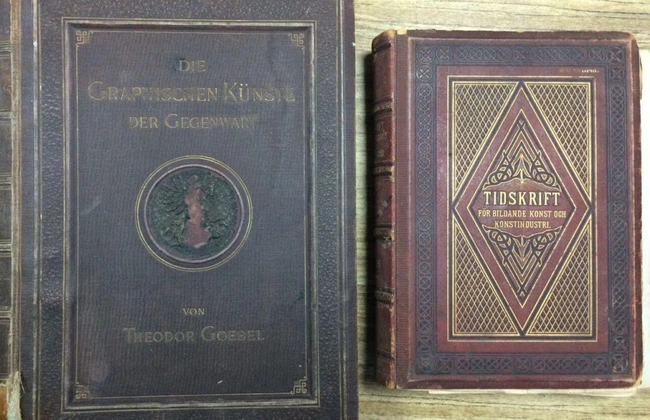 DIE
GRAPHISCHEN KÜNSTE
DER GEGENWART
VON
THEODOR GOEBEL
TIDSKRIFT
FÖR BILDANDE KONST OCH
KONSTINDUSTRI.